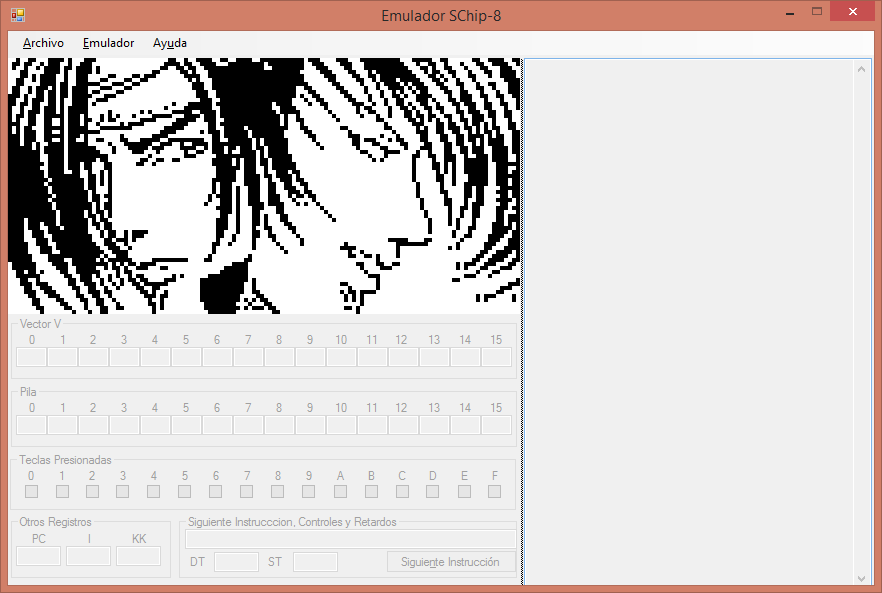 Emulador SChip-8
Archivo Emulador Ayuda
Vector V
0 1 2 3 4 5 6 7 8 9 10 11 12 13 14 15
Pila
0 1 2 3 4 5 6 7 8 9 10 11 12 13 14 15
Teclas Presionadas
0 1 2 3 4 5 6 7 8 9 A B C D E F
Otros Registros
PC I KK
Siguiente Instrucccion, Controles y Retardos
DT ST Siguiente Instrucción